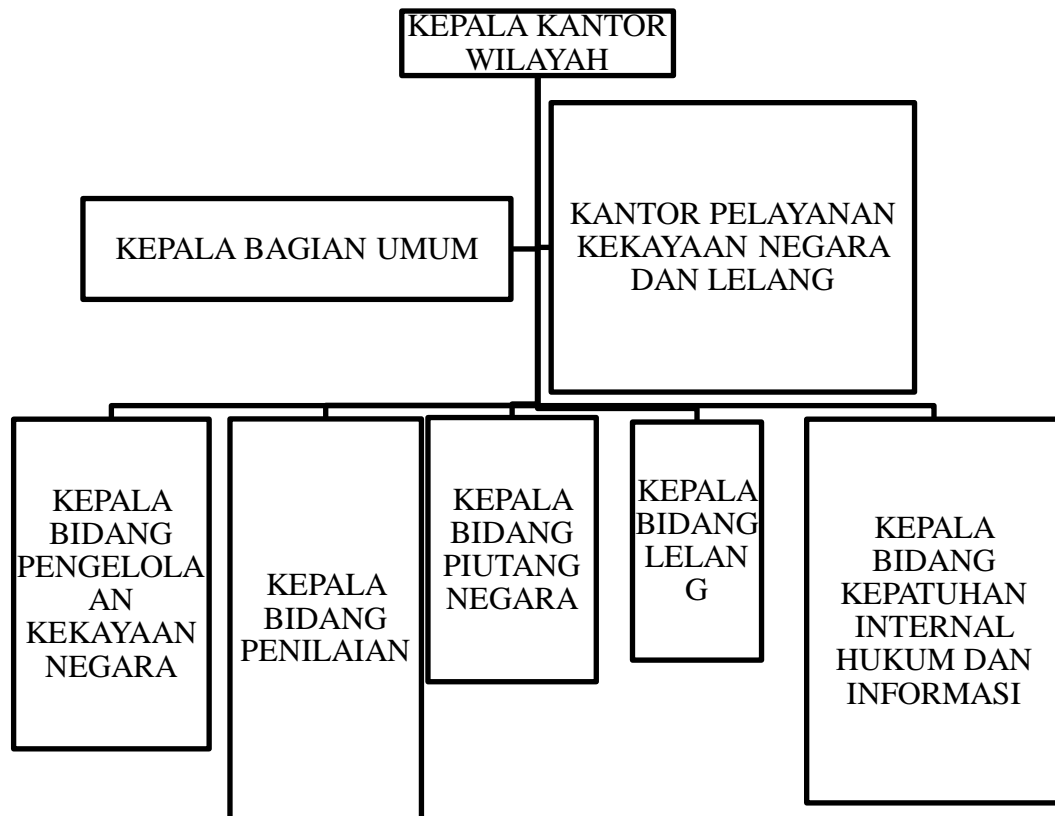 KEPALA KANTOR
WILAYAH
KEPALA BAGIAN UMUM
KANTOR PELAYANAN
KEKAYAAN NEGARA
DAN LELANG
KEPALA
BIDANG
PENGELOLA
AN
KEKAYAAN
NEGARA
KEPALA
BIDANG
PENILAIAN
KEPALA
BIDANG
PIUTANG
NEGARA
KEPALA
BIDANG
LELAN
G
KEPALA
BIDANG
KEPATUHAN
INTERNAL
HUKUM DAN
INFORMASI